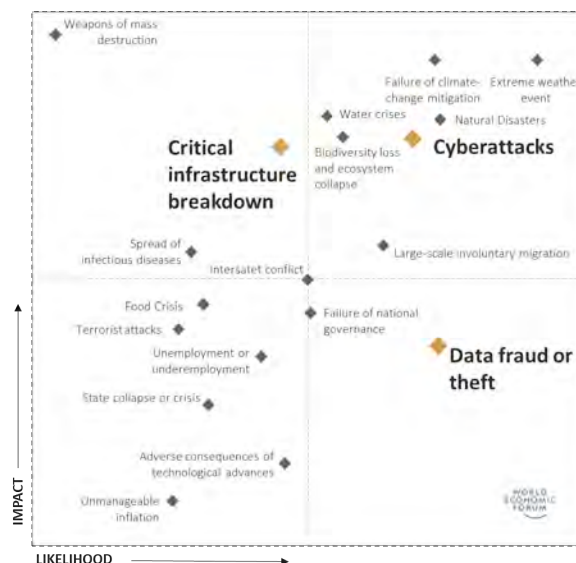 Weapons of mass
destruction
Failure of climate-
change mitigation
Extreme weathe
event
Water crises
Natural Disasters
Critical
infrastructure
breakdown
Biodiversity loss
and ecosystem
collapse
Cyberattacks
Spread of
infectious diseases
Large-scale involuntary migration
Intersatet conflict
Food Crisis
Failure of national
governance
Terrorist attacks
Unemployment or
underemployment
Data fraud or
theft
State collapse or crisis
Adverse consequences of
technological advances
Unmanageable
inflation
WORLD
ECONOMIC
FORUM
IMPACT
LIKELIHOOD